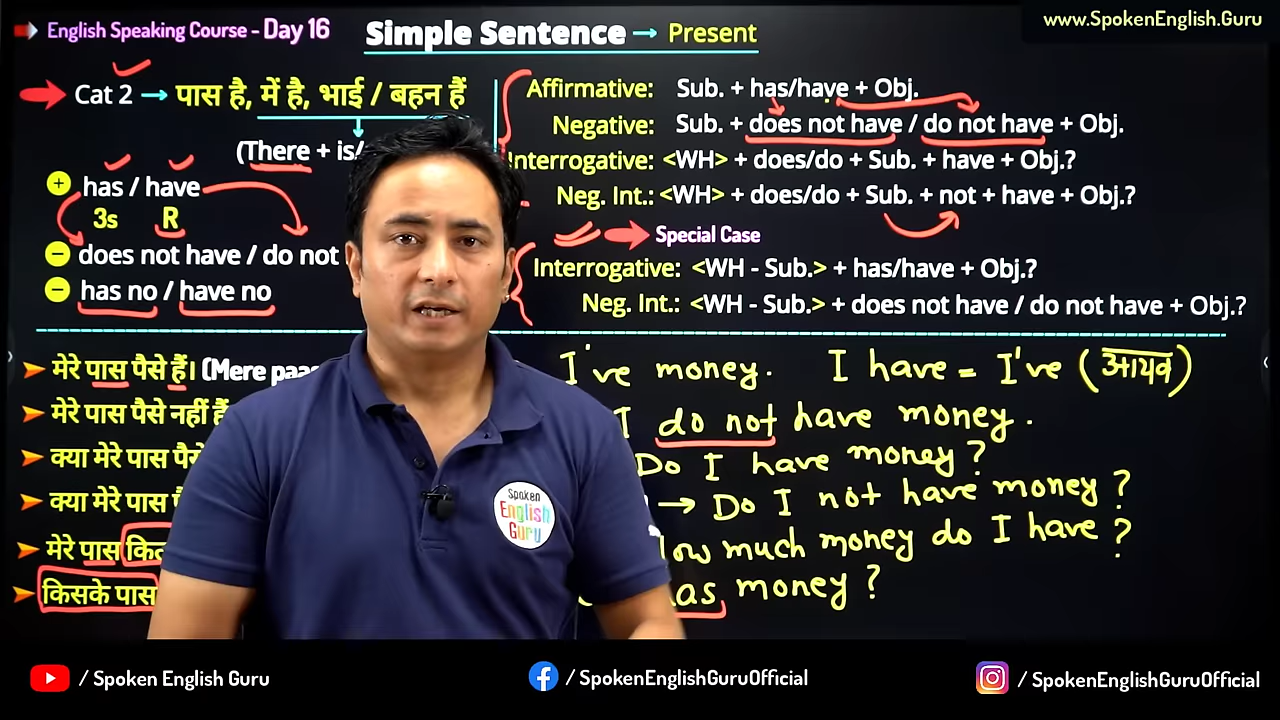 English Speaking Course - Day 16
Simple Sentence → Present
www.SpokenEnglish.Guru
Cat 2 → पास है, में है, भाई / बहन हैं
(There + is/
+ has / have
3s R
- does not have / do not
- has no / have no
Affirmative: Sub. + has/have + Obj.
Negative: Sub. + does not have / do not have + Obj.
Interrogative: <WH> + does/do + Sub. + have + Obj.?
Neg. Int.: <WH> + does/do + Sub. + not + have + Obj.?
Special Case
Interrogative: <WH - Sub.> + has/have + Obj.?
Neg. Int.: <WH - Sub.> + does not have / do not have + Obj.?
मेरे पास पैसे हैं। (Mere paas
मेरे पास पैसे नहीं हैं
क्या मेरे पास पैसे
क्या मेरे पास
मेरे पास
किसके पास
I've money. I have = I've (आयव)
I do not have money.
Do I have money?
→ Do I not have money?
How much money do I have?
has money?
Spoken
English
Guru
/ Spoken English Guru
/ SpokenEnglishGuruOfficial
/ SpokenEnglishGuruOfficial